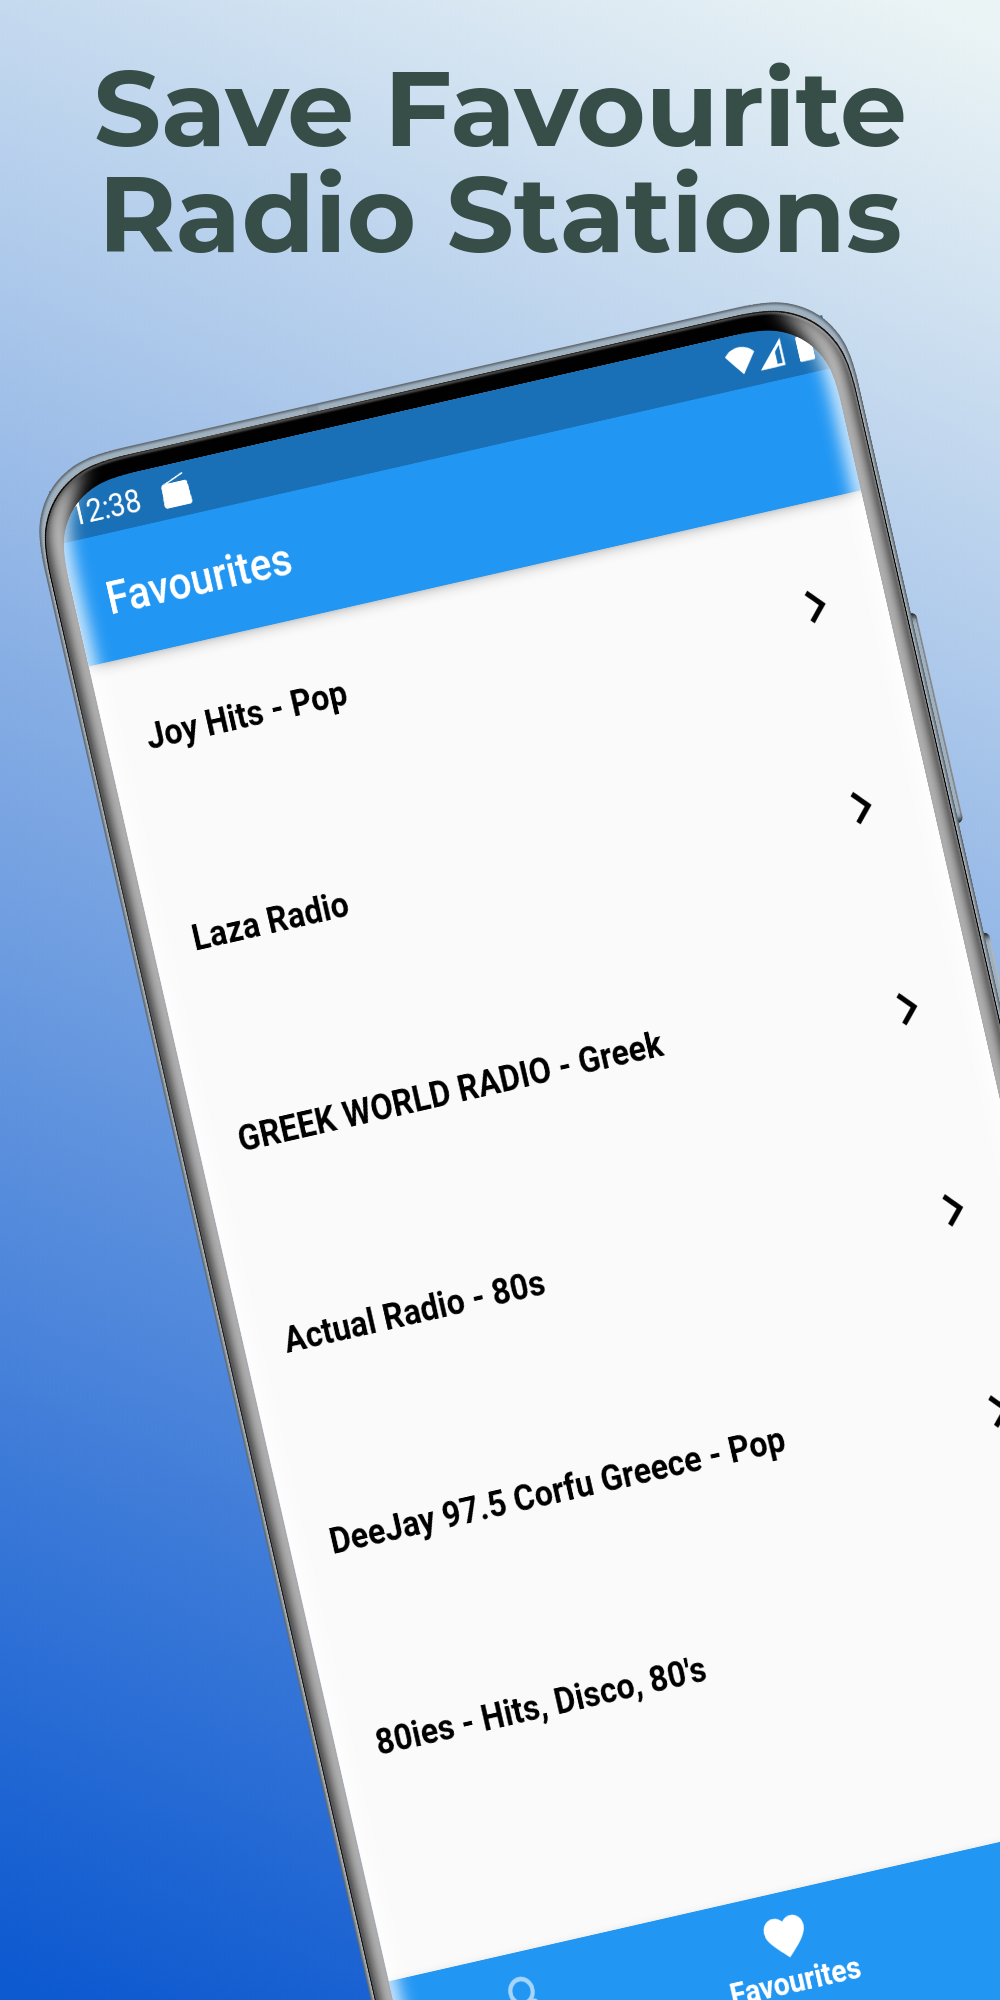 Save Favourite
Radio Stations
12:38
Favourites
Joy Hits - Pop
Laza Radio
GREEK WORLD RADIO - Greek
Actual Radio - 80s
DeeJay 97.5 Corfu Greece - Pop
80ies - Hits, Disco, 80's
Favourites